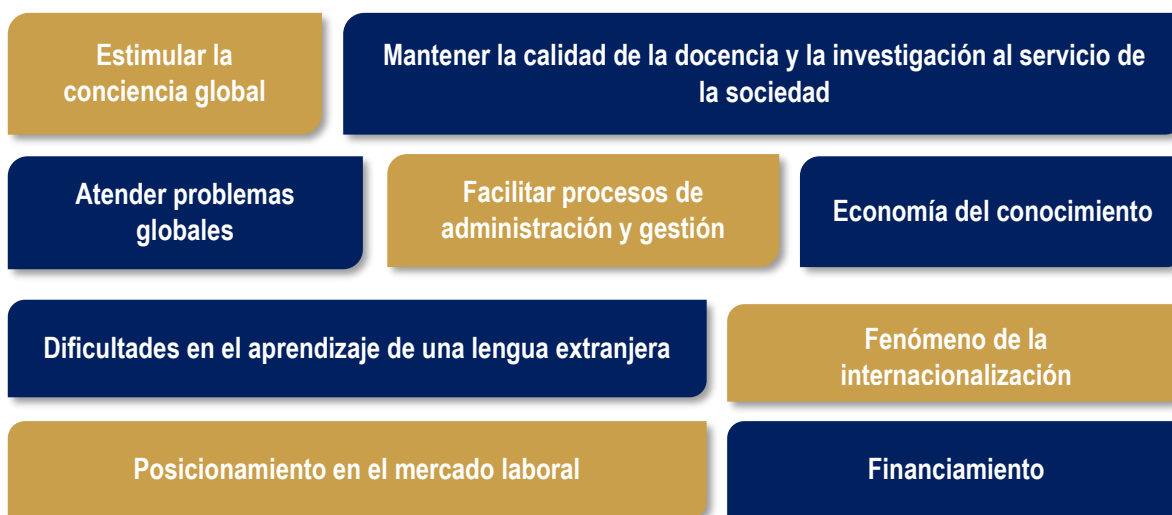 Estimular la
conciencia global
Mantener la calidad de la docencia y la investigación al servicio de
la sociedad
Atender problemas
globales
Facilitar procesos de
administración y gestión
Economía del conocimiento
Dificultades en el aprendizaje de una lengua extranjera
Fenómeno de la
internacionalización
Posicionamiento en el mercado laboral
Financiamiento